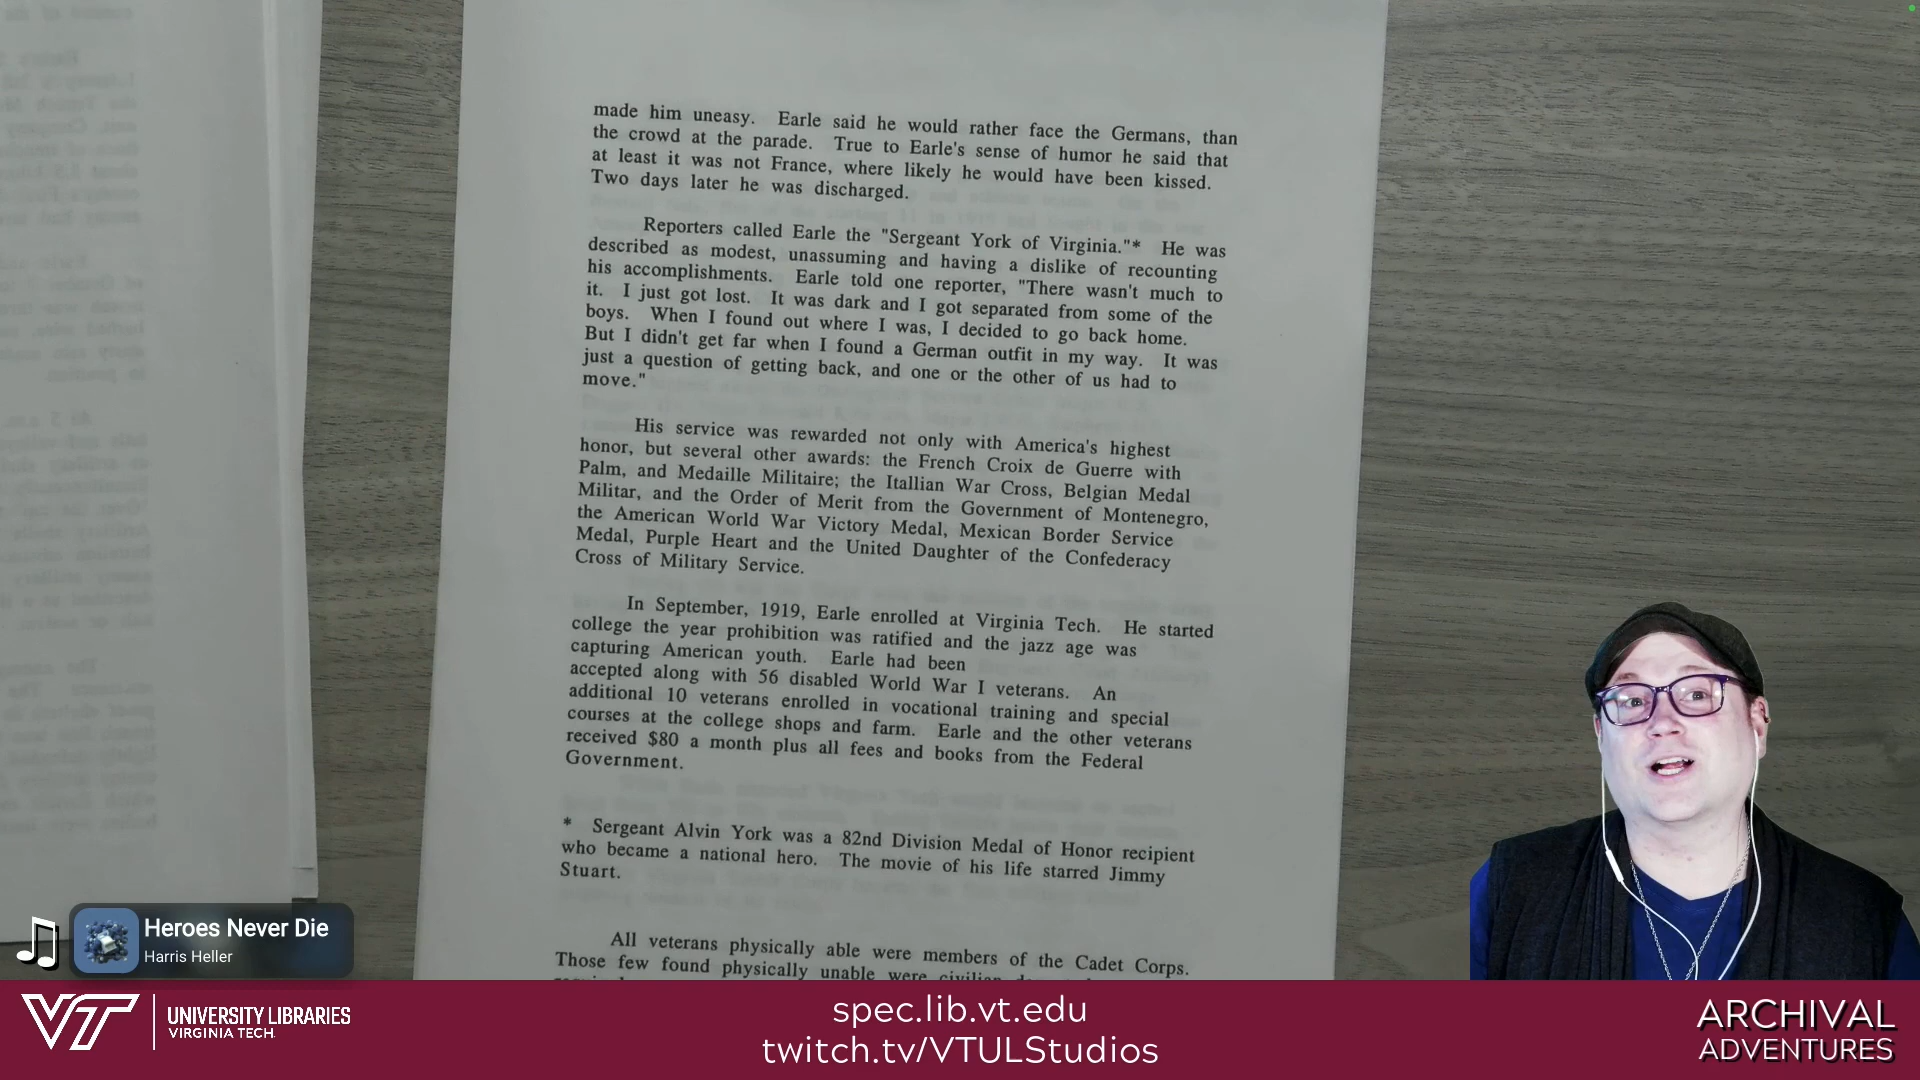 made him uneasy. Earle said he would rather face the Germans, than
the crowd at the parade. True to Earle's sense of humor he said that
at least it was not France, where likely he would have been kissed.
Two days later he was discharged.
Reporters called Earle the "Sergeant York of Virginia."* He was
described as modest, unassuming and having a dislike of recounting
his accomplishments. Earle told one reporter, "There wasn't much to
it. I just got lost. It was dark and I got separated from some of the
boys. When I found out where I was, I decided to go back home.
But I didn't get far when I found a German outfit in my way. It was
just a question of getting back, and one or the other of us had to
move."
His service was rewarded not only with America's highest
honor, but several other awards: the French Croix de Guerre with
Palm, and Medaille Militaire; the Itallian War Cross, Belgian Medal
Militar, and the Order of Merit from the Government of Montenegro,
the American World War Victory Medal, Mexican Border Service
Medal, Purple Heart and the United Daughter of the Confederacy
Cross of Military Service.
In September, 1919, Earle enrolled at Virginia Tech. He started
college the year prohibition was ratified and the jazz age was
capturing American youth. Earle had been
accepted along with 56 disabled World War I veterans. An
additional 10 veterans enrolled in vocational training and special
courses at the college shops and farm. Earle and the other veterans
received $80 a month plus all fees and books from the Federal
Government.
* Sergeant Alvin York was a 82nd Division Medal of Honor recipient
who became a national hero. The movie of his life starred Jimmy
Stuart.
All veterans physically able were members of the Cadet Corps.
Those few found physically unable were civilian
Heroes Never Die
Harris Heller
VT UNIVERSITY LIBRARIES
VIRGINIA TECH
spec.lib.vt.edu
twitch.tv/VTULStudios
ARCHIVAL
ADVENTURES